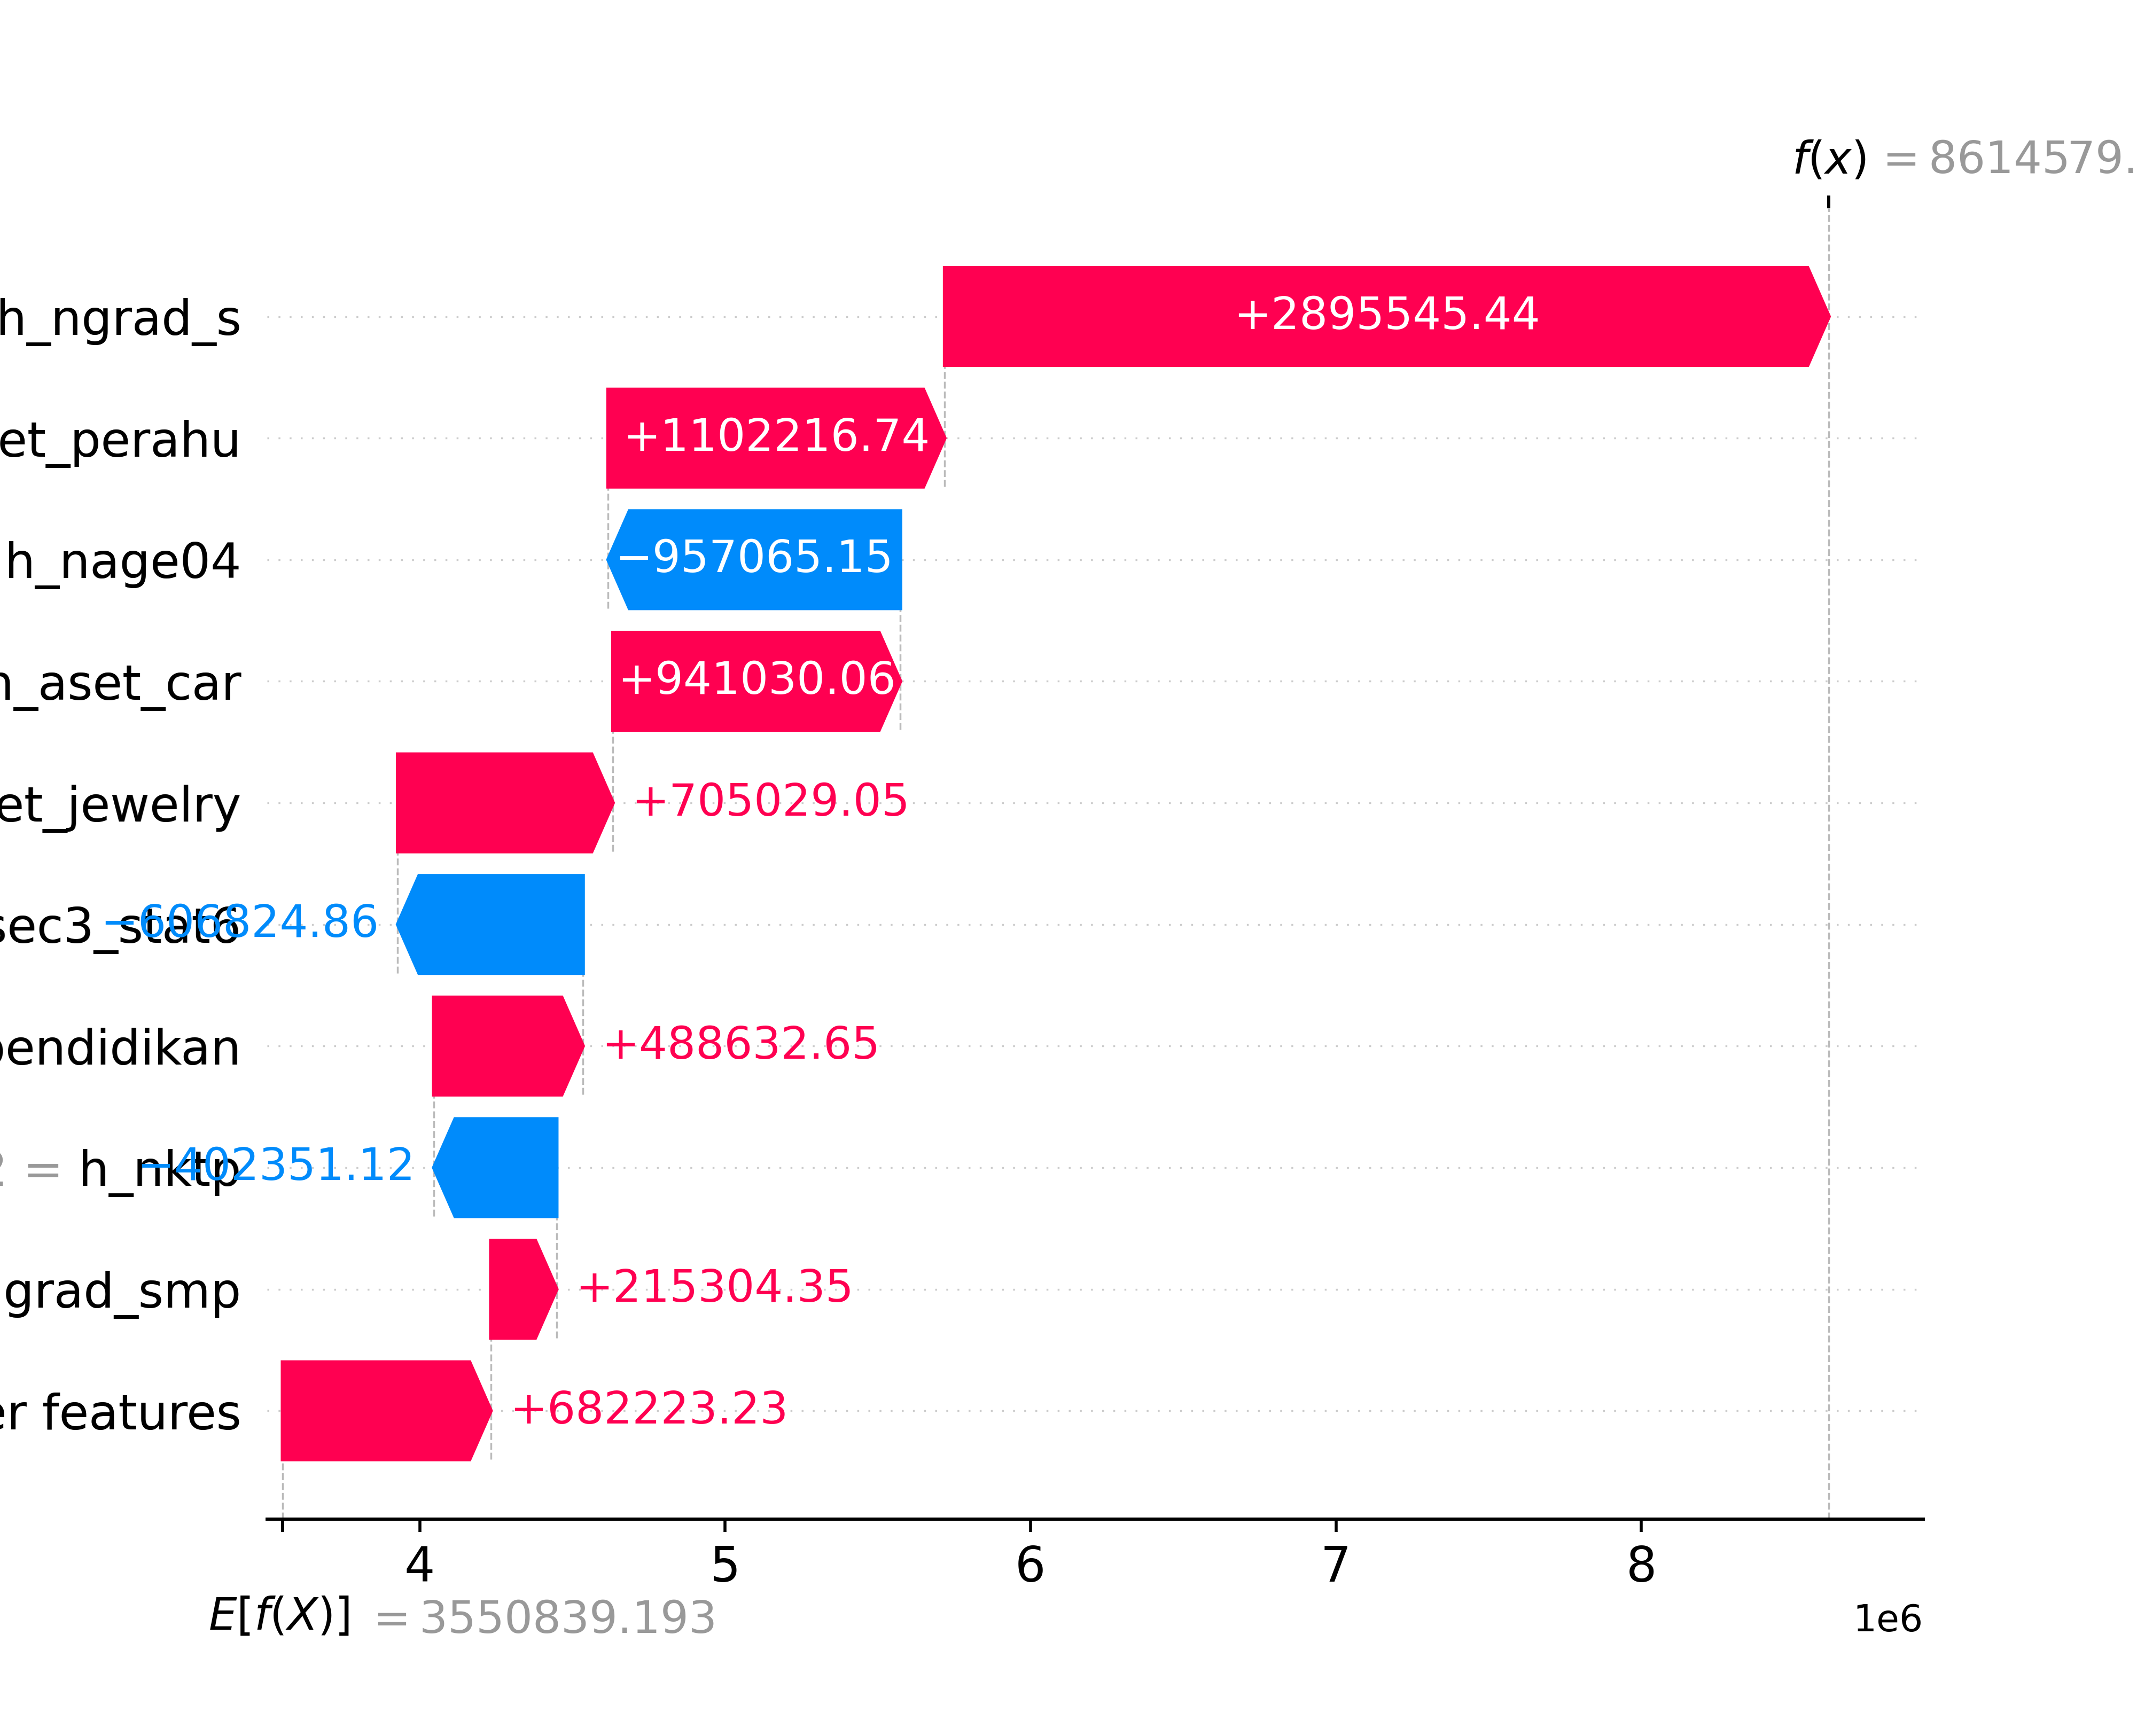 f(x) = 8614579.
h_ngrad_s +2895545.44
et_perahu +1102216.74
h_nage04 −957065.15
_aset_car +941030.06
et_jewelry +705029.05
sec3_stat6 −606824.86
pendidikan +488632.65
= h_nktp −402351.12
grad_smp +215304.35
er features +682223.23
4 5 6 7 8
E[f(X)] = 3550839.193
1e6